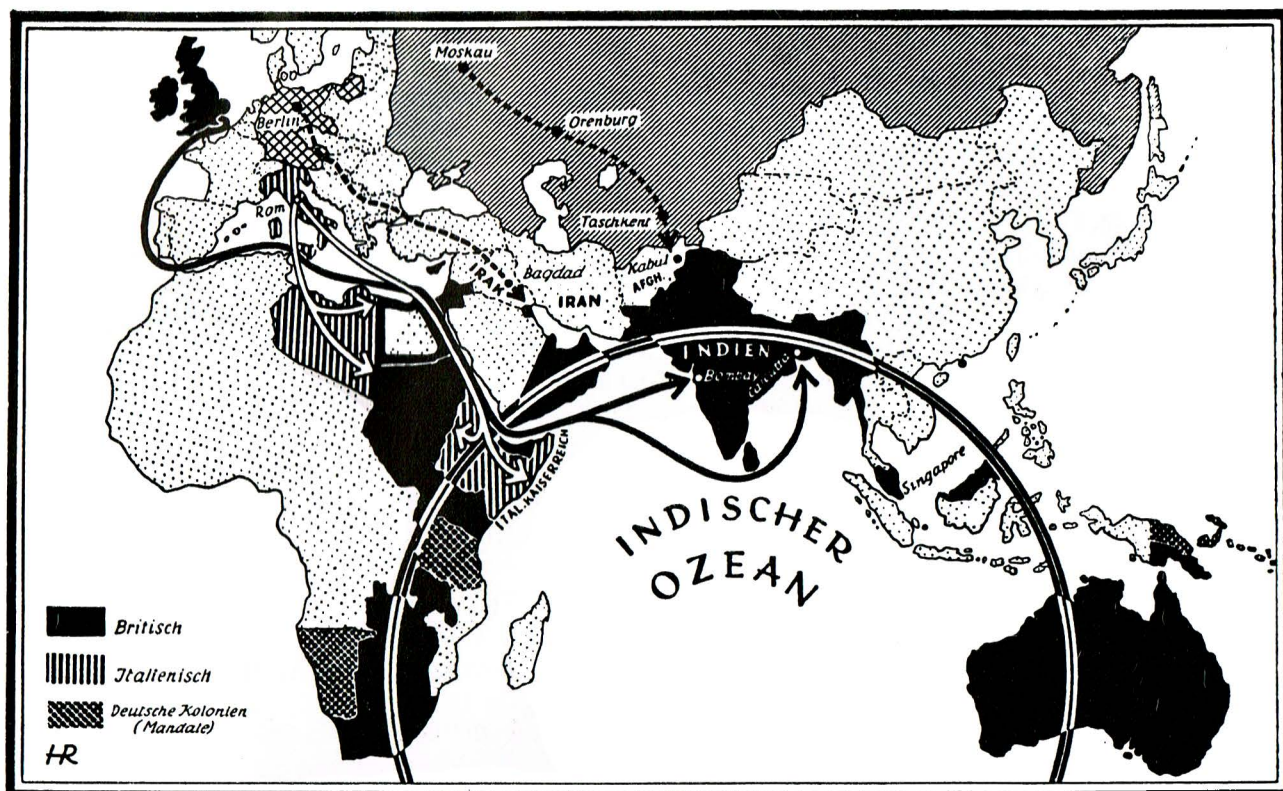 Moskau
Orenburg
Berlin
Taschkent
Rom
Kabul
AFGH.
Bagdad
IRAK
IRAN
INDIEN
Bombay
Calcutta
Singapore
ITAL. KAISERREICH
INDISCHER
OZEAN
Britisch
Italienisch
Deutsche Kolonien
(Mandate)
HR